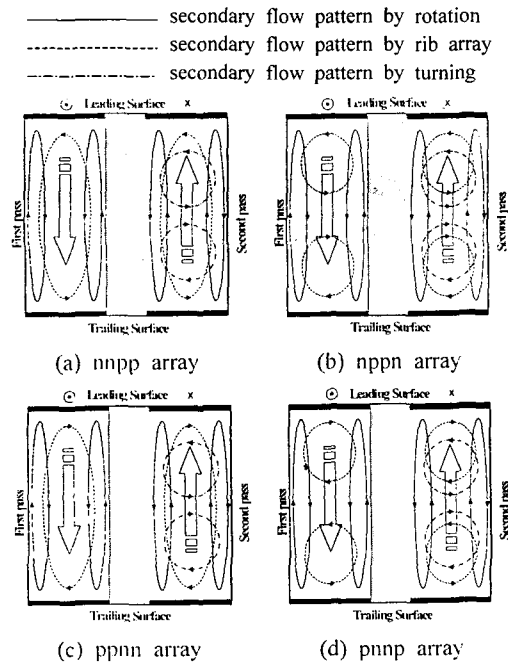 secondary flow pattern by rotation
secondary flow pattern by rib array
secondary flow pattern by turning
Leading Surface x
First pass
Second pass
Trailing Surface
(a) nnpp array
Leading Surface x
First pass
Second pass
Trailing Surface
(b) nppn array
Leading Surface x
First pass
Second pass
Trailing Surface
(c) ppnn array
Leading Surface x
First pass
Second pass
Trailing Surface
(d) pnnp array